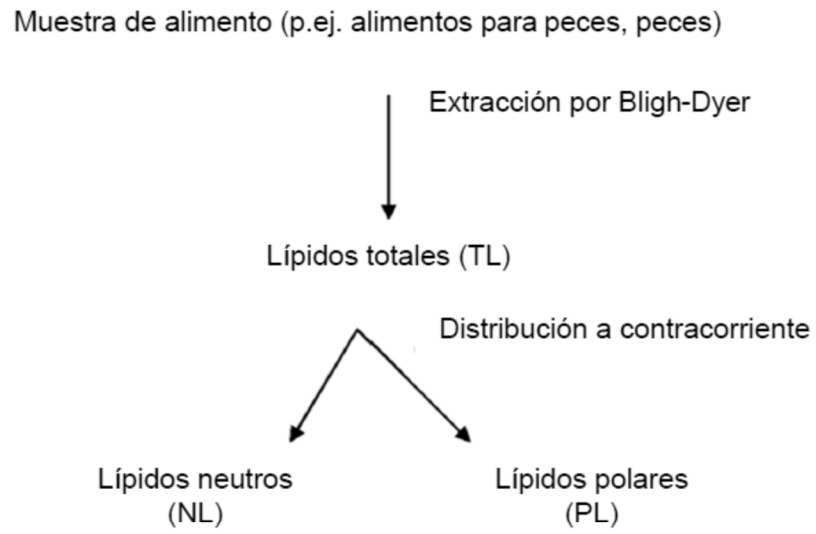 Muestra de alimento (p.ej. alimentos para peces, peces)
Extracción por Bligh-Dyer
Lípidos totales (TL)
Distribución a contracorriente
Lípidos neutros
(NL)
Lípidos polares
(PL)